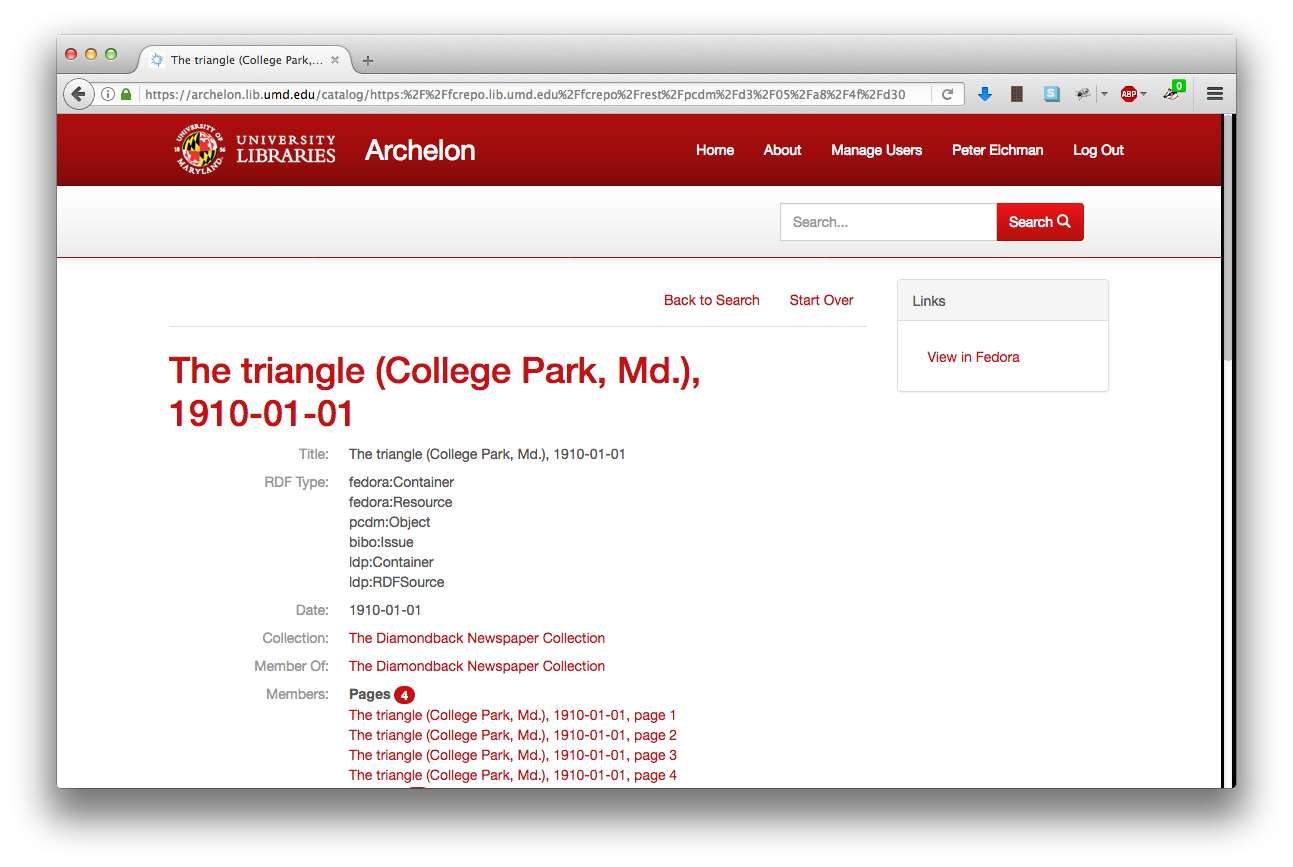 The triangle (College Park,...
https://archelon.lib.umd.edu/catalog/https:%2F%2Ffcrepo.lib.umd.edu%2Ffcrepo%2Frest%2Fpcdm%2Fd3%2F05%2Fa8%2F4f%2Fd30
S
ABP
0
UNIVERSITY OF MARYLAND
18 56
UNIVERSITY
LIBRARIES
Archelon
Home About Manage Users Peter Eichman Log Out
Search...
Search
Back to Search Start Over
Links
View in Fedora
The triangle (College Park, Md.),
1910-01-01
Title: The triangle (College Park, Md.), 1910-01-01
RDF Type: fedora:Container
fedora:Resource
pcdm:Object
bibo:Issue
ldp:Container
ldp:RDFSource
Date: 1910-01-01
Collection: The Diamondback Newspaper Collection
Member Of: The Diamondback Newspaper Collection
Members: Pages 4
The triangle (College Park, Md.), 1910-01-01, page 1
The triangle (College Park, Md.), 1910-01-01, page 2
The triangle (College Park, Md.), 1910-01-01, page 3
The triangle (College Park, Md.), 1910-01-01, page 4